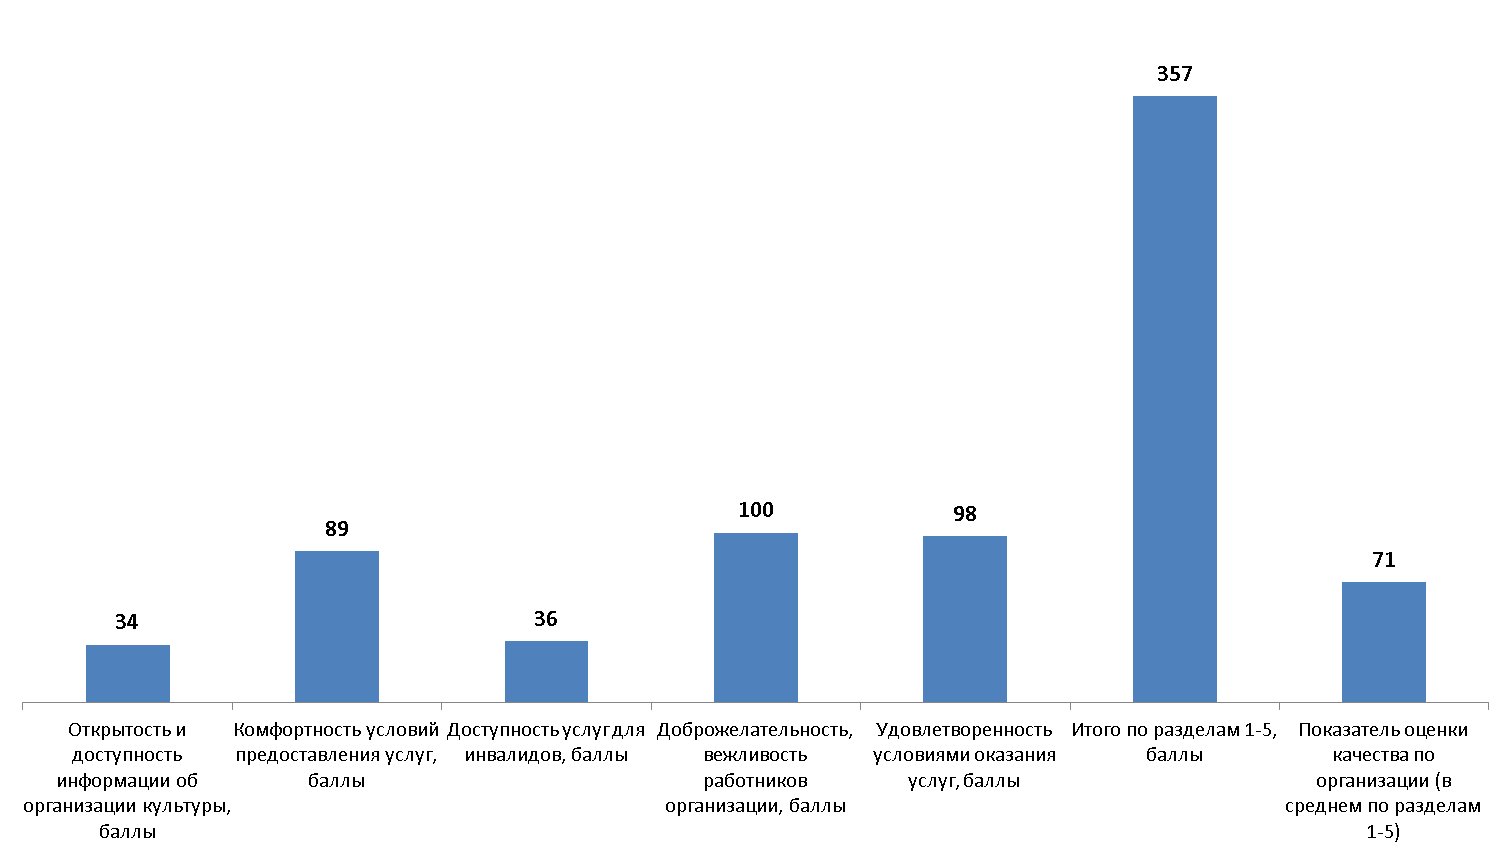 357
100
98
89
71
34
36
Открытость и
доступность
информации об
организации культуры,
баллы
Комфортность условий
предоставления услуг,
баллы
Доступность услуг для
инвалидов, баллы
Доброжелательность,
вежливость
работников
организации, баллы
Удовлетворенность
условиями оказания
услуг, баллы
Итого по разделам 1-5,
баллы
Показатель оценки
качества по
организации (в
среднем по разделам
1-5)